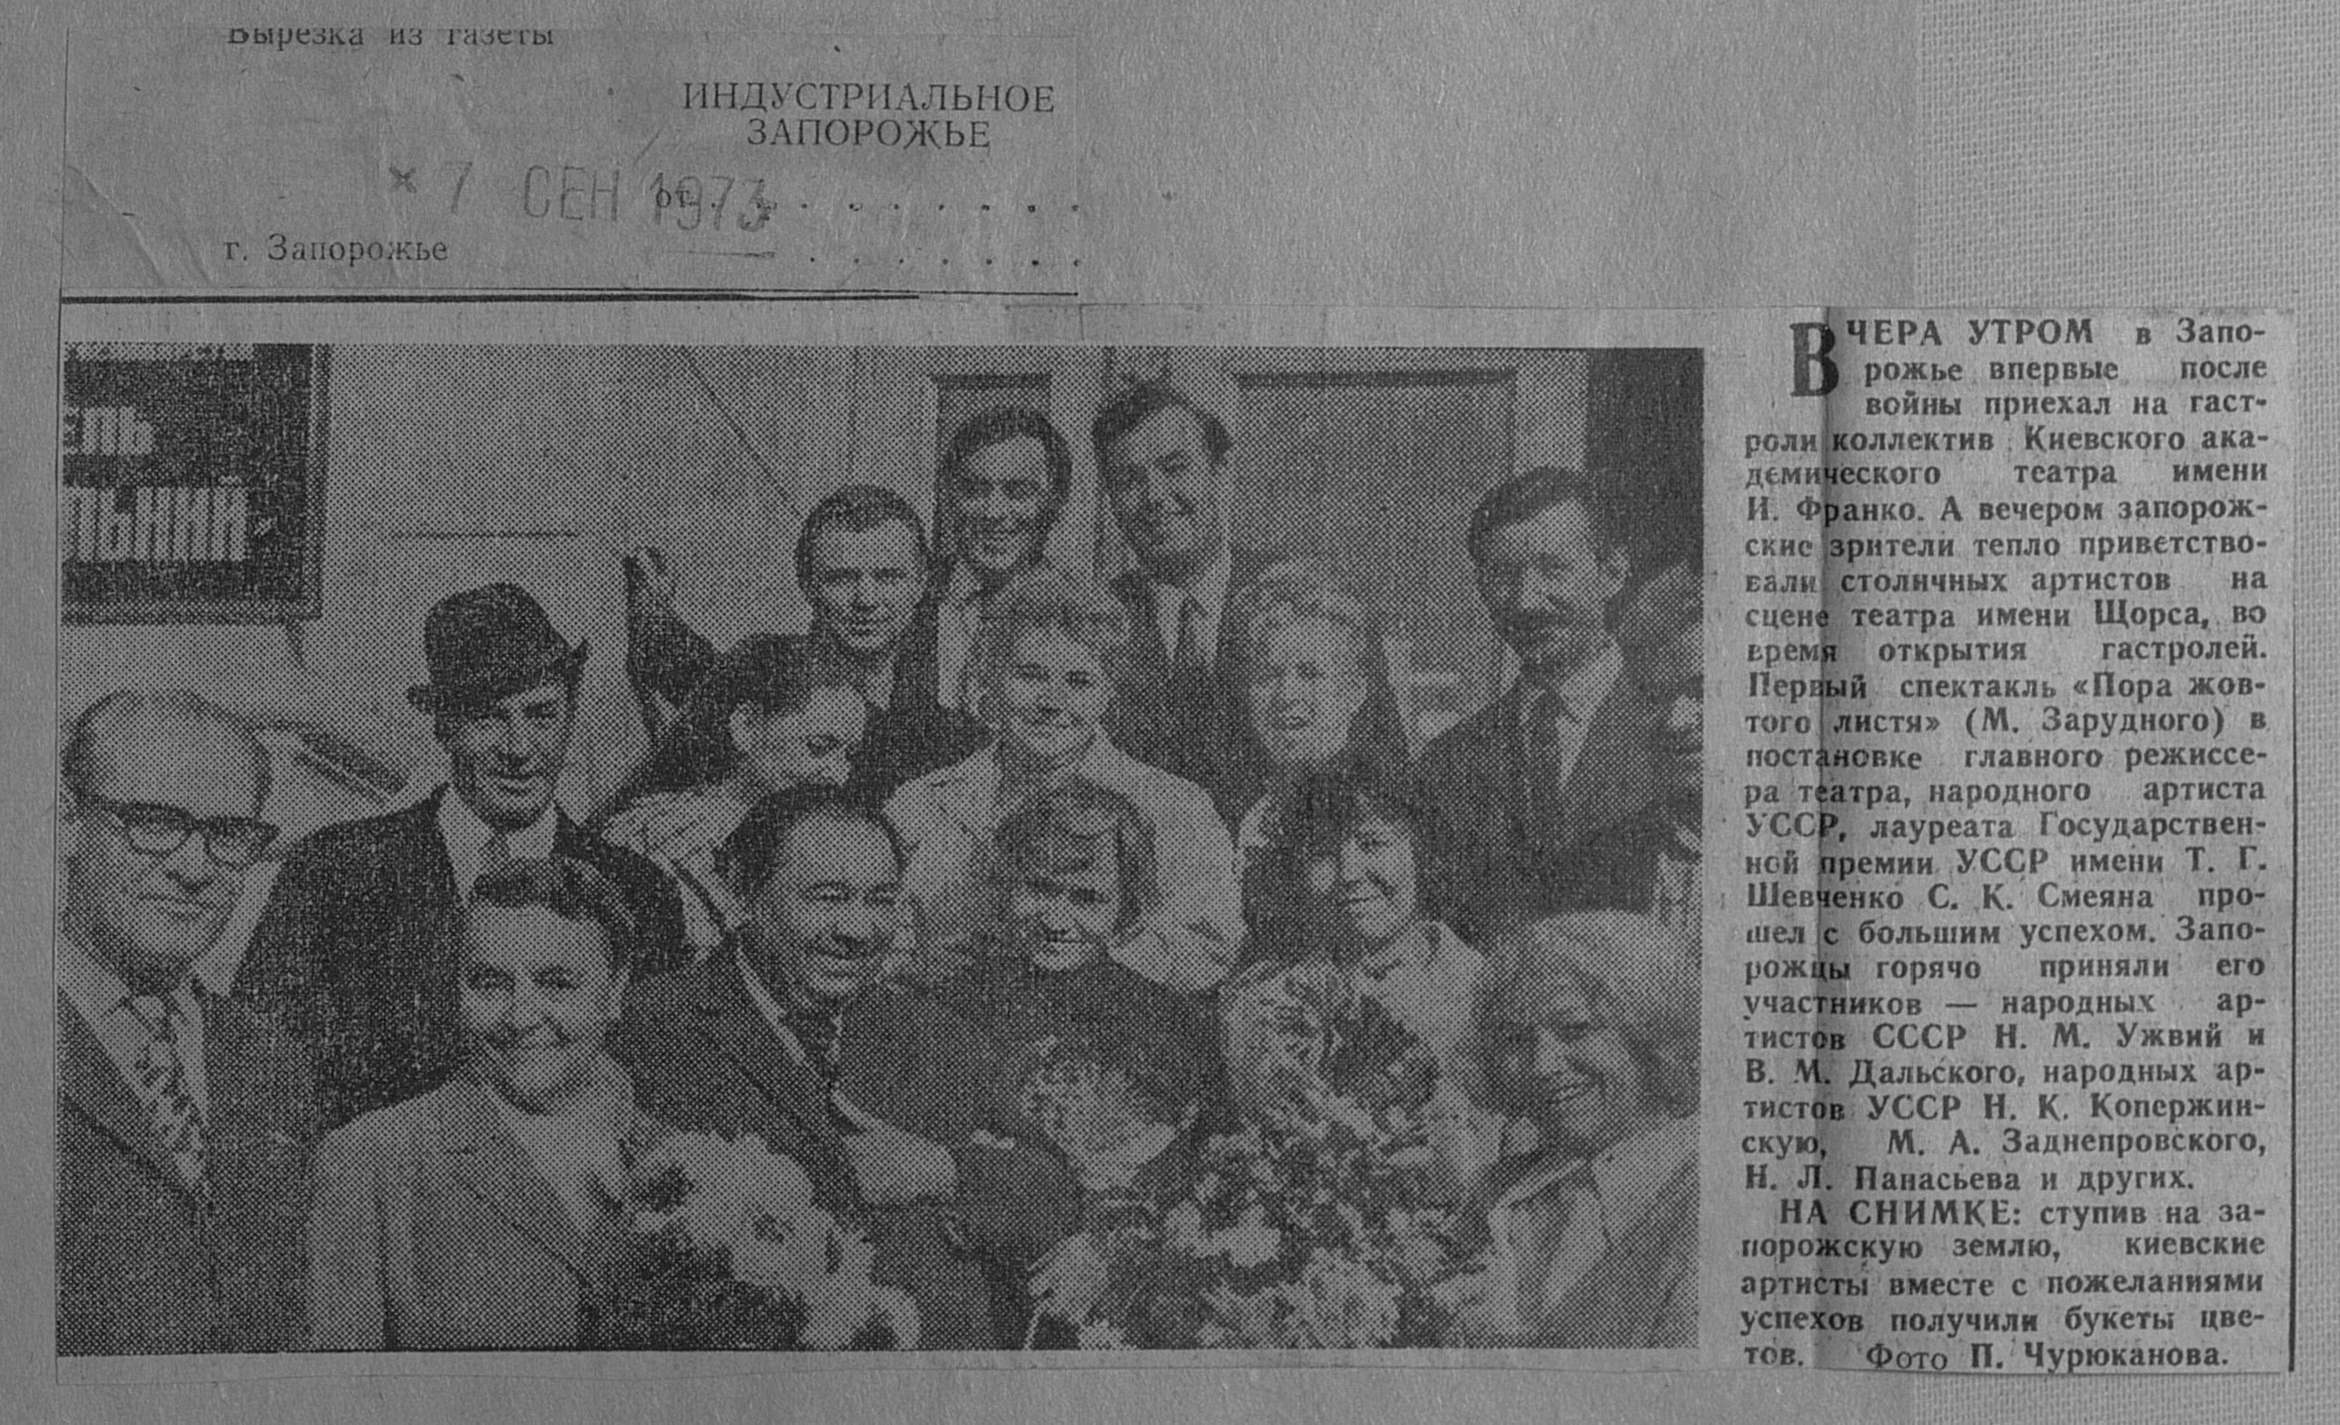 Вырезка из газеты
ИНДУСТРИАЛЬНОЕ
ЗАПОРОЖЬЕ
7 СЕН 1973
от
г. Запорожье
ЛЬНИЙ
ВЧЕРА УТРОМ в Запо-
рожье впервые после
войны приехал на гаст-
роли коллектив Киевского ака-
демического театра имени
И. Франко. А вечером запорож-
ские зрители тепло приветство-
вали столичных артистов на
сцене театра имени Щорса, во
время открытия гастролей.
Первый спектакль «Пора жов-
того листя» (М. Зарудного) в
постановке главного режиссе-
ра театра, народного артиста
УССР, лауреата Государствен-
ной премии УССР имени Т. Г.
Шевченко С. К. Смеяна про-
шел с большим успехом. Запо-
рожцы горячо приняли его
участников — народных ар-
тистов СССР Н. М. Ужвий и
В. М. Дальского, народных ар-
тистов УССР Н. К. Копержин-
скую, М. А. Заднепровского,
Н. Л. Панасьева и других.
НА СНИМКЕ: ступив на за-
порожскую землю, киевские
артисты вместе с пожеланиями
успехов получили букеты цве-
тов. Фото П. Чурюканова.